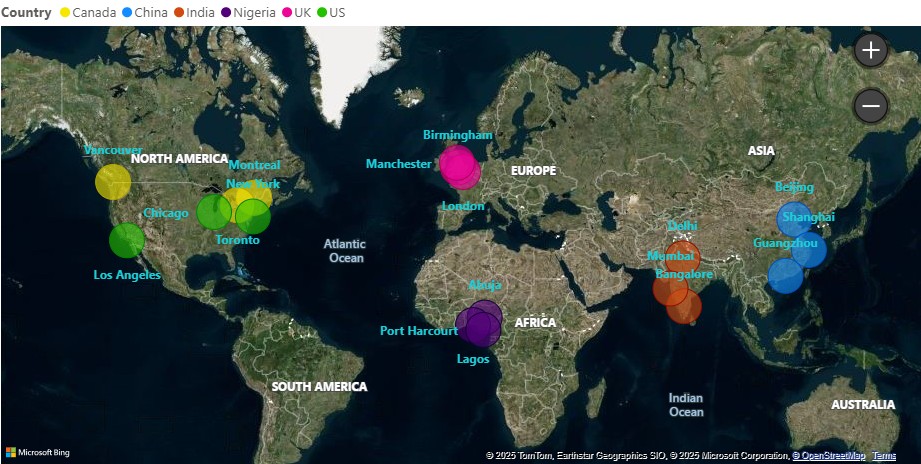 Country Canada China India Nigeria UK US
Birmingham
Vancouver
NORTH AMERICA
Montreal
Manchester
EUROPE
ASIA
New York
Beijing
Chicago
London
Shanghai
Toronto
Delhi
Guangzhou
Atlantic
Ocean
Mumbai
Los Angeles
Bangalore
Abuja
Port Harcourt
AFRICA
Lagos
SOUTH AMERICA
Indian
Ocean
AUSTRALIA
Microsoft Bing
© 2025 TomTom, Earthstar Geographics SIO, © 2025 Microsoft Corporation, © OpenStreetMap Terms